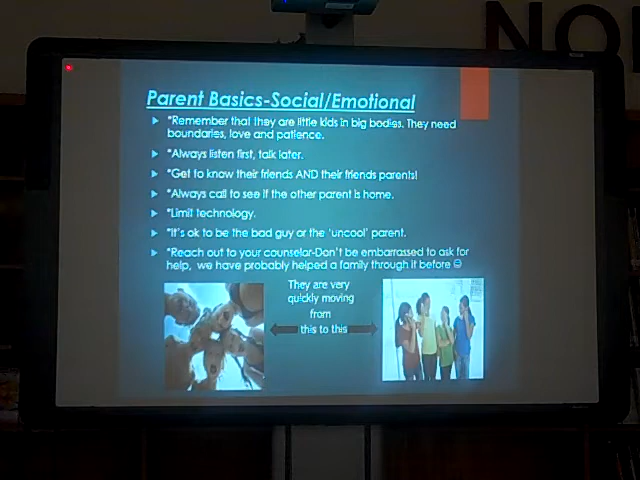 NO
Parent Basics-Social/Emotional
*Remember that they are little kids in big bodies. They need
boundaries, love and patience.
*Always listen first, talk later.
*Get to know their friends AND their friends parents!
*Always call to see if the other parent is home.
*Limit technology.
*It's ok to be the bad guy or the 'uncool' parent.
*Reach out to your counselor-Don't be embarrassed to ask for
help, we have probably helped a family through it before ☺
They are very
quickly moving
from
this to this